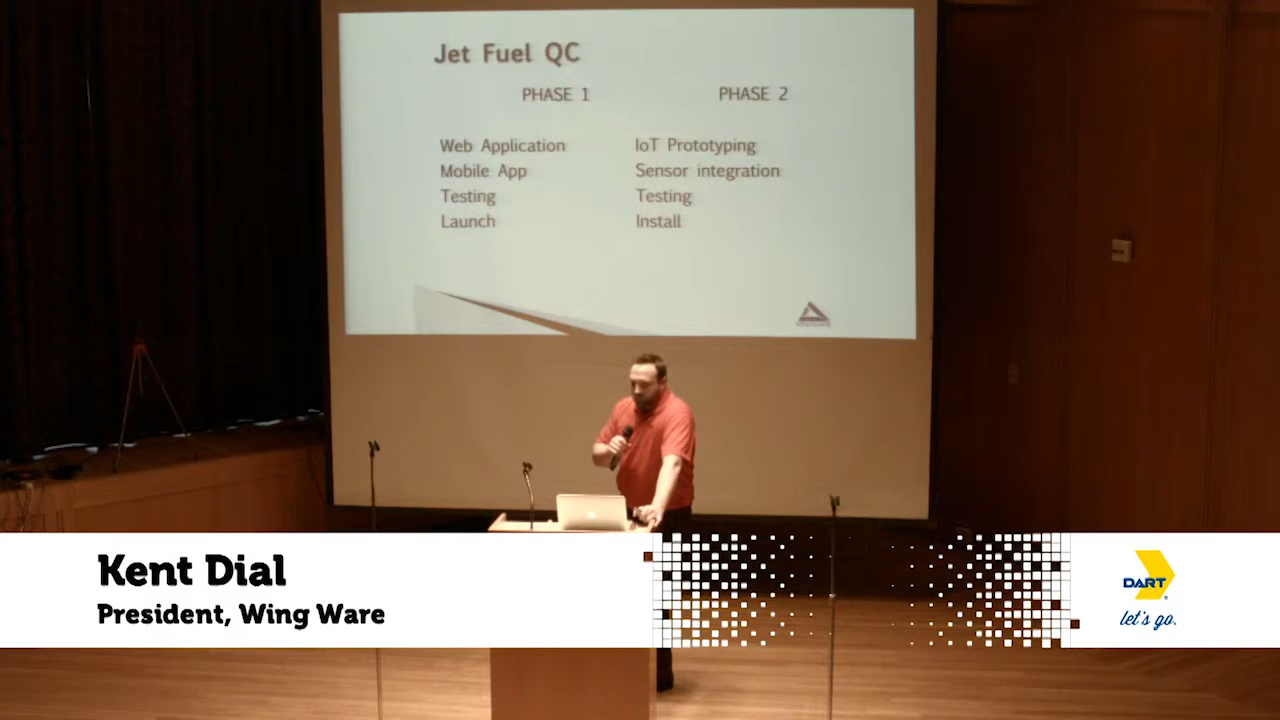 Jet Fuel QC
PHASE 1
PHASE 2
Web Application
Mobile App
Testing
Launch
IoT Prototyping
Sensor integration
Testing
Install
Kent Dial
President, Wing Ware
DART
let's go.